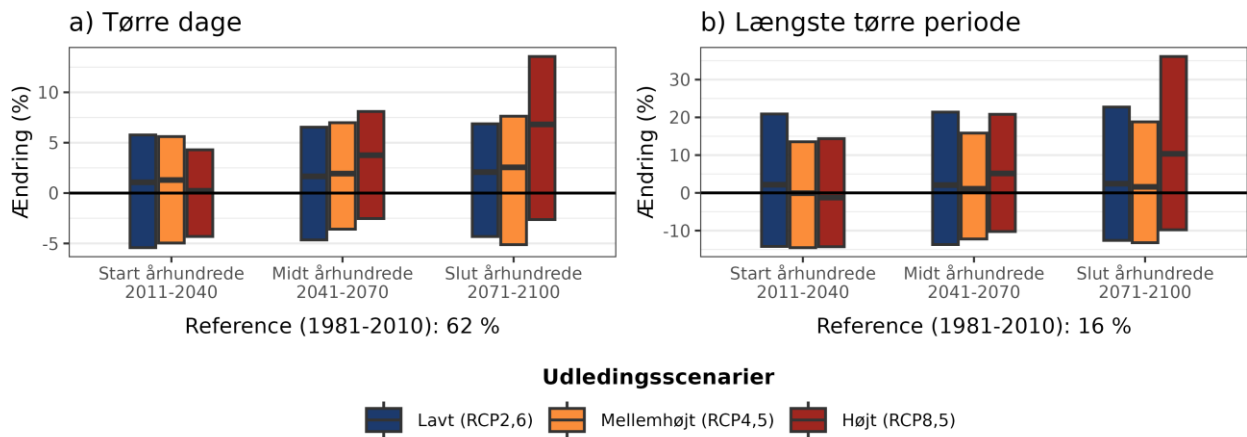 a) Tørre dage
Ændring (%)
10
5
0
-5
Start århundrede
2011-2040
Midt århundrede
2041-2070
Slut århundrede
2071-2100
Reference (1981-2010): 62 %
b) Længste tørre periode
Ændring (%)
30
20
10
0
-10
Start århundrede
2011-2040
Midt århundrede
2041-2070
Slut århundrede
2071-2100
Reference (1981-2010): 16 %
Udledingsscenarier
Lavt (RCP2,6)
Mellemhøjt (RCP4,5)
Højt (RCP8,5)